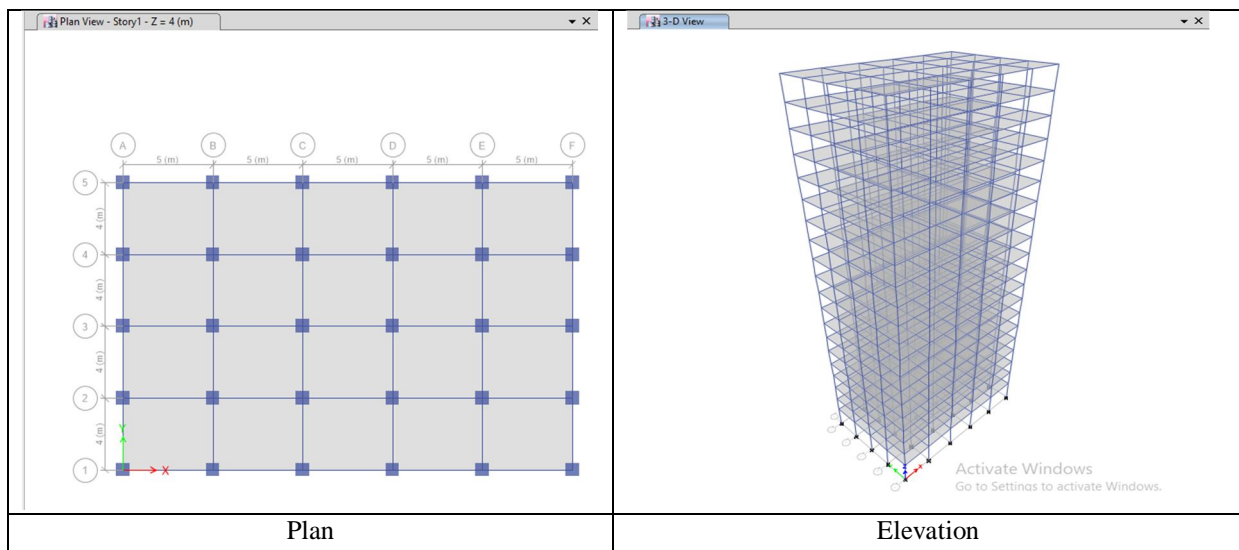 Plan View - Story1 - Z = 4 (m)
A B C D E F
5 (m) 5 (m) 5 (m) 5 (m) 5 (m)
5
4 (m)
4
4 (m)
3
4 (m)
2
4 (m)
Y
1
X
Plan
3-D View
X
Activate Windows
Go to Settings to activate Windows.
Elevation